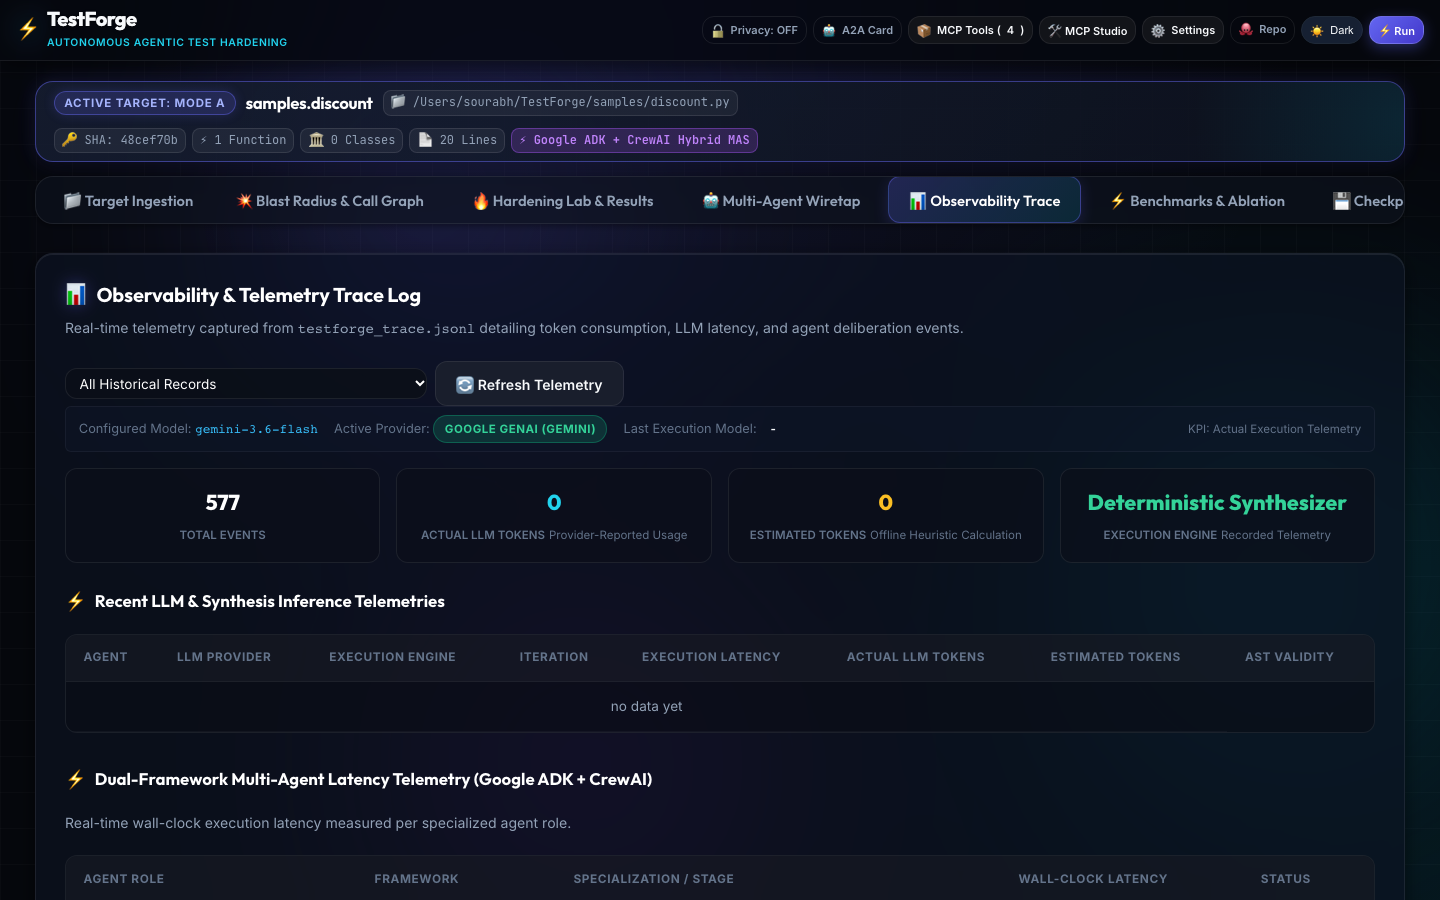 TestForge
AUTONOMOUS AGENTIC TEST HARDENING
Privacy: OFF
A2A Card
MCP Tools ( 4 )
MCP Studio
Settings
Repo
Dark
Run
ACTIVE TARGET: MODE A
samples.discount
/Users/sourabh/TestForge/samples/discount.py
SHA: 48cef70b
1 Function
0 Classes
20 Lines
Google ADK + CrewAI Hybrid MAS
Target Ingestion
Blast Radius & Call Graph
Hardening Lab & Results
Multi-Agent Wiretap
Observability Trace
Benchmarks & Ablation
Checkp
Observability & Telemetry Trace Log
Real-time telemetry captured from testforge_trace.jsonl detailing token consumption, LLM latency, and agent deliberation events.
All Historical Records
Refresh Telemetry
Configured Model: gemini-3.6-flash
Active Provider: GOOGLE GENAI (GEMINI)
Last Execution Model: -
KPI: Actual Execution Telemetry
577
TOTAL EVENTS
0
ACTUAL LLM TOKENS Provider-Reported Usage
0
ESTIMATED TOKENS Offline Heuristic Calculation
Deterministic Synthesizer
EXECUTION ENGINE Recorded Telemetry
Recent LLM & Synthesis Inference Telemetries
AGENT LLM PROVIDER EXECUTION ENGINE ITERATION EXECUTION LATENCY ACTUAL LLM TOKENS ESTIMATED TOKENS AST VALIDITY
no data yet
Dual-Framework Multi-Agent Latency Telemetry (Google ADK + CrewAI)
Real-time wall-clock execution latency measured per specialized agent role.
AGENT ROLE FRAMEWORK SPECIALIZATION / STAGE WALL-CLOCK LATENCY STATUS